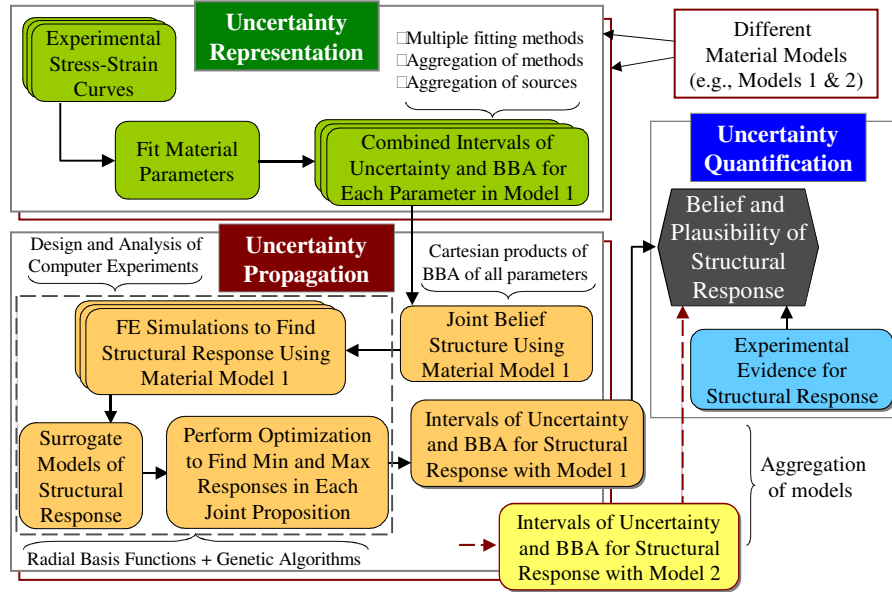 Uncertainty
Representation
Experimental
Stress-Strain
Curves
□Multiple fitting methods
□Aggregation of methods
□Aggregation of sources
Different
Material Models
(e.g., Models 1 & 2)
Fit Material
Parameters
Combined Intervals of
Uncertainty and BBA for
Each Parameter in Model 1
Uncertainty
Quantification
Belief and
Plausibility of
Structural
Response
Experimental
Evidence for
Structural Response
Design and Analysis of
Computer Experiments
Uncertainty
Propagation
Cartesian products of
BBA of all parameters
FE Simulations to Find
Structural Response Using
Material Model 1
Joint Belief
Structure Using
Material Model 1
Surrogate
Models of
Structural
Response
Perform Optimization
to Find Min and Max
Responses in Each
Joint Proposition
Intervals of Uncertainty
and BBA for Structural
Response with Model 1
Aggregation
of models
Intervals of Uncertainty
and BBA for Structural
Response with Model 2
Radial Basis Functions + Genetic Algorithms